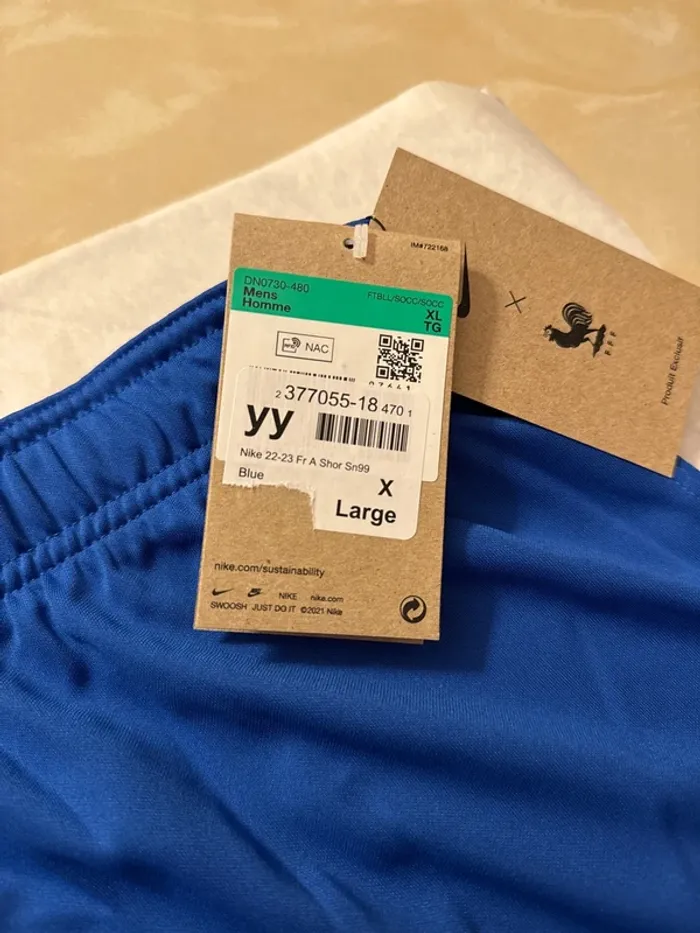 IM#722168
DN0730-480
Mens
Homme
FTBLL/SOCC/SOCC
XL
TG
NAC
2 377055-18 470 1
yy
Nike 22-23 Fr A Shor Sn99
Blue
X
Large
nike.com/sustainability
NIKE nike.com
SWOOSH JUST DO IT ©2021 Nike
×
FFF
Produit Exclusif